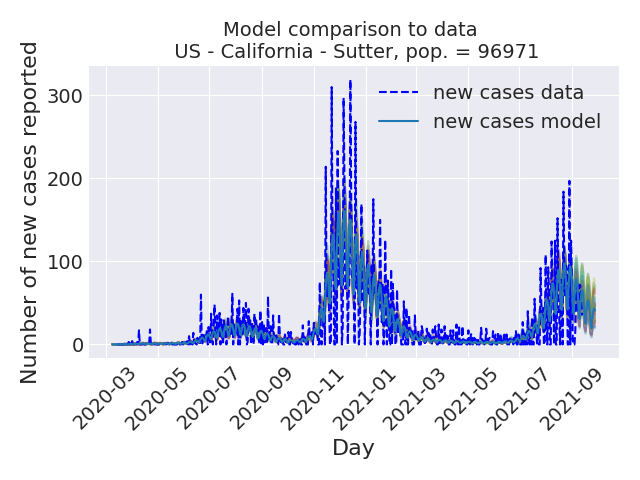 Model comparison to data
US - California - Sutter, pop. = 96971
Number of new cases reported
300
200
100
0
new cases data
new cases model
2020-03
2020-05
2020-07
2020-09
2020-11
2021-01
2021-03
2021-05
2021-07
2021-09
Day